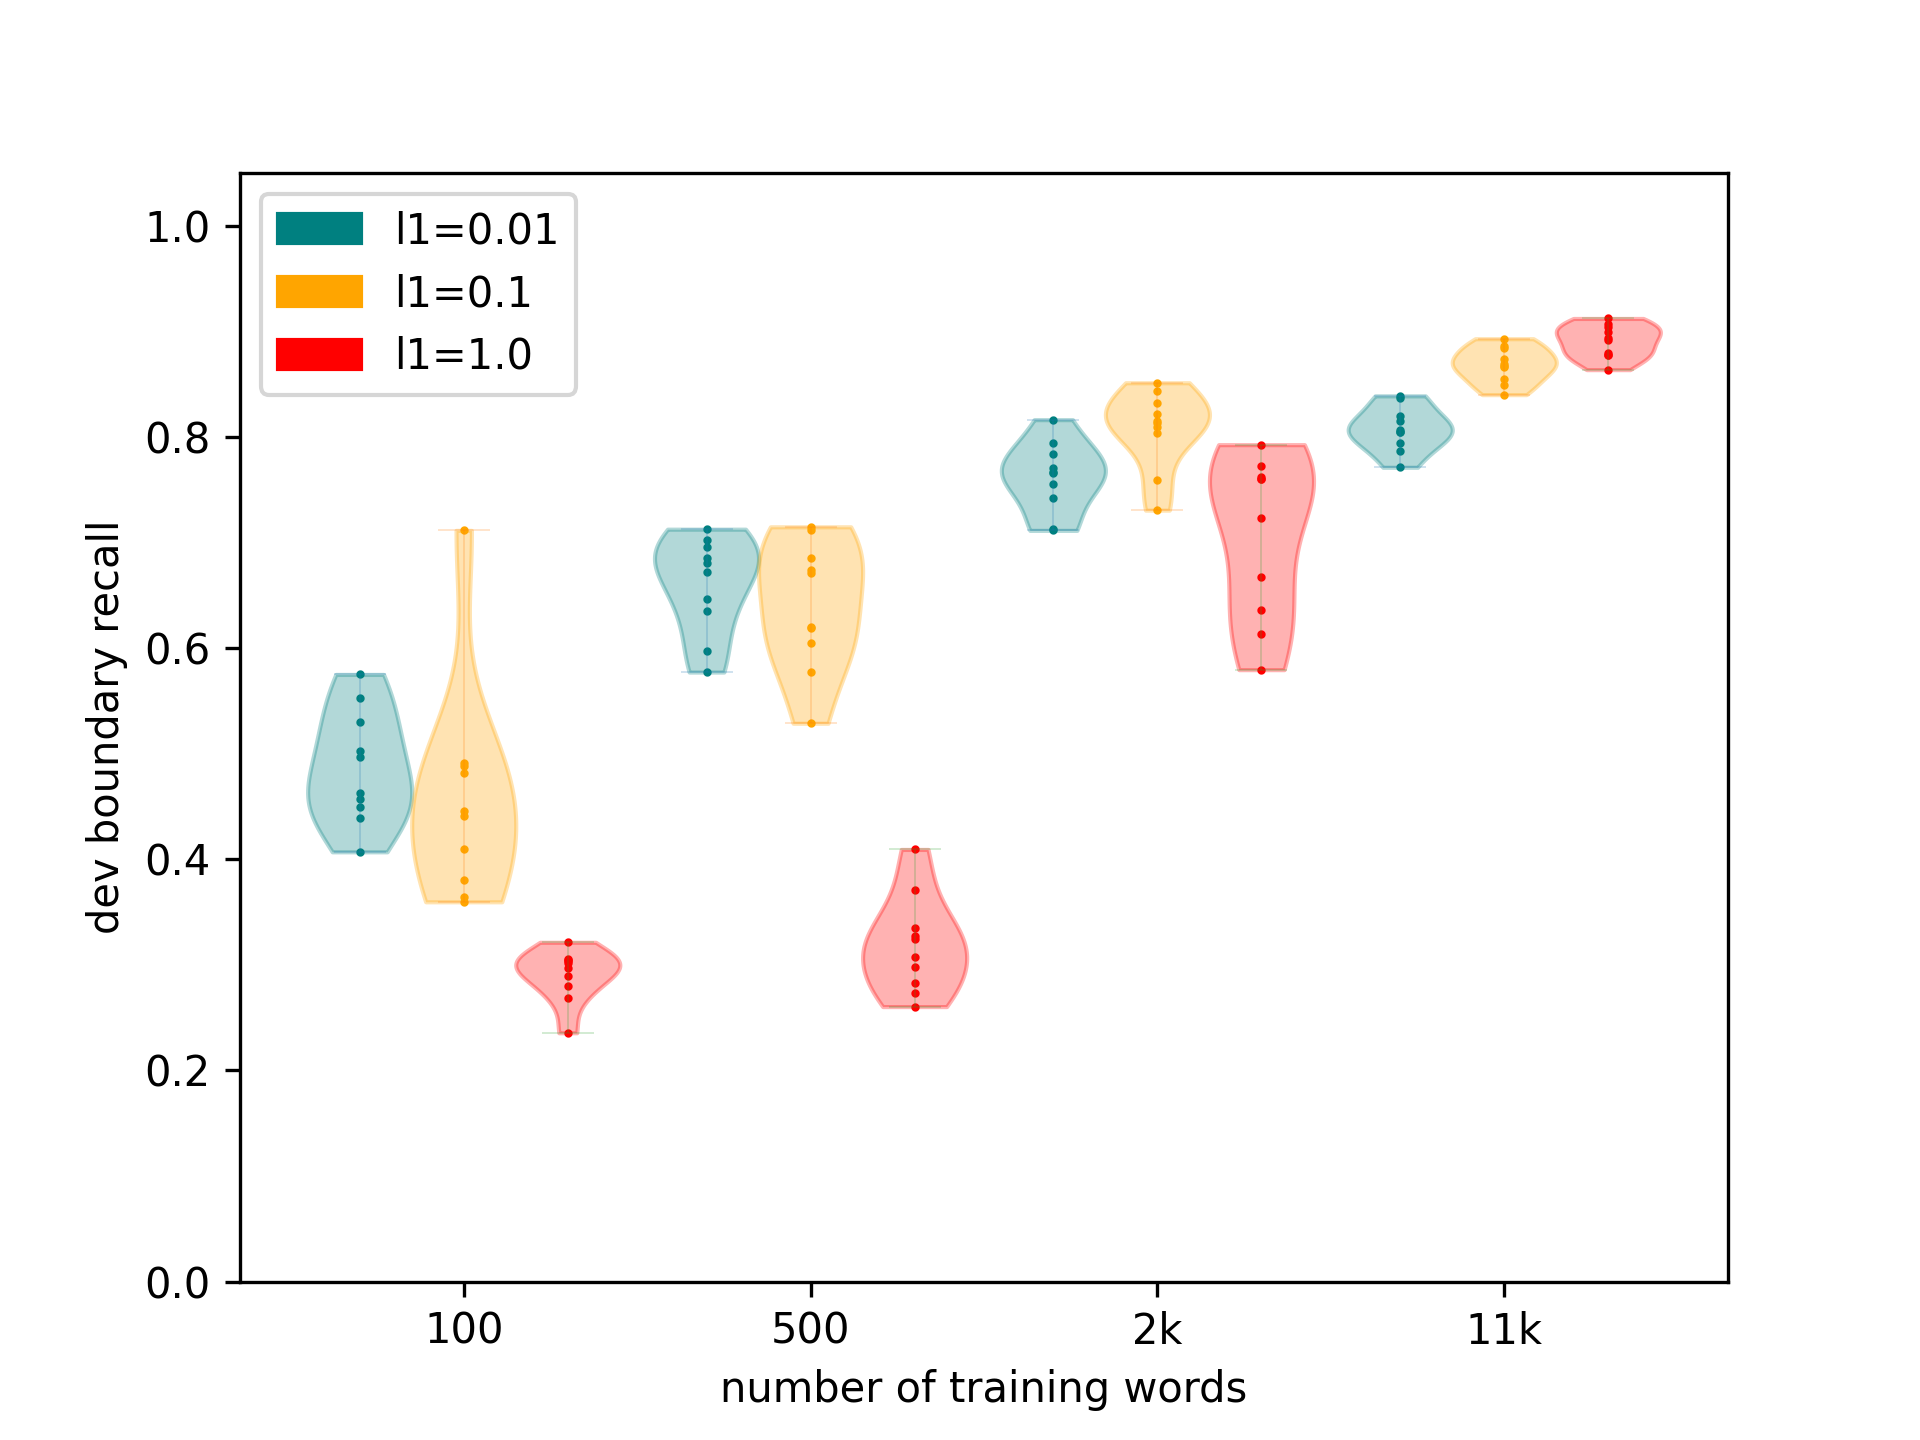 l1=0.01
l1=0.1
l1=1.0
1.0
0.8
0.6
0.4
0.2
0.0
dev boundary recall
100 500 2k 11k
number of training words